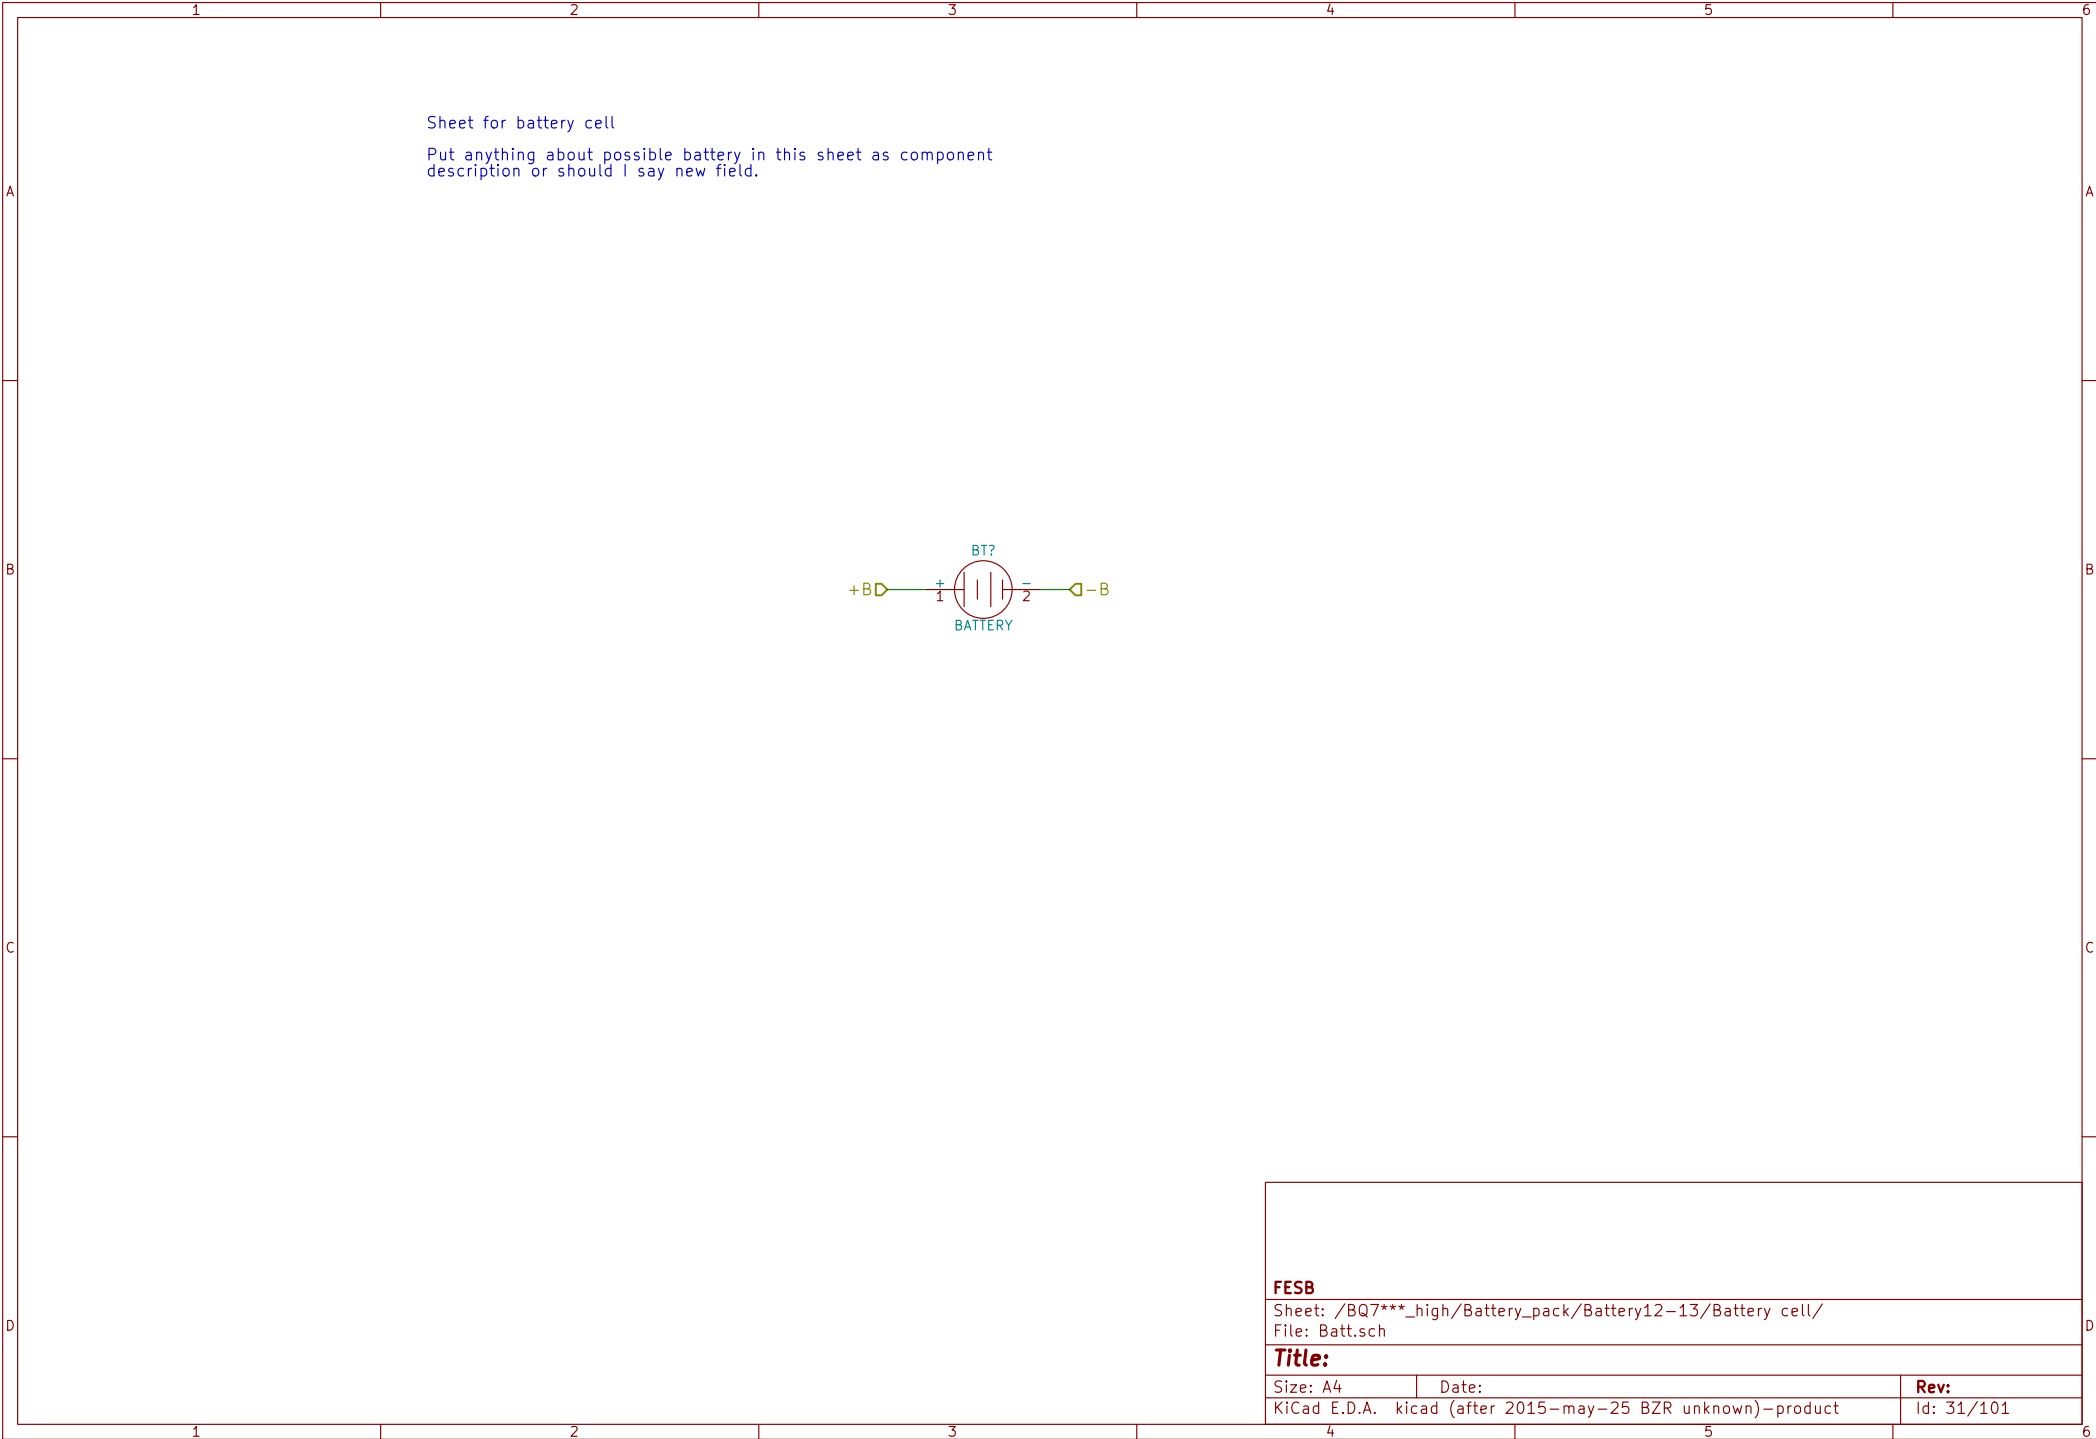 1 2 3 4 5 6
Sheet for battery cell
Put anything about possible battery in this sheet as component
description or should I say new field.
A A
BT?
B B
+B + 1 - 2 -B
BATTERY
C C
FESB
Sheet: /BQ7***_high/Battery_pack/Battery12-13/Battery cell/
D D
File: Batt.sch
Title:
Size: A4 Date: Rev:
KiCad E.D.A. kicad (after 2015-may-25 BZR unknown)-product Id: 31/101
1 2 3 4 5 6